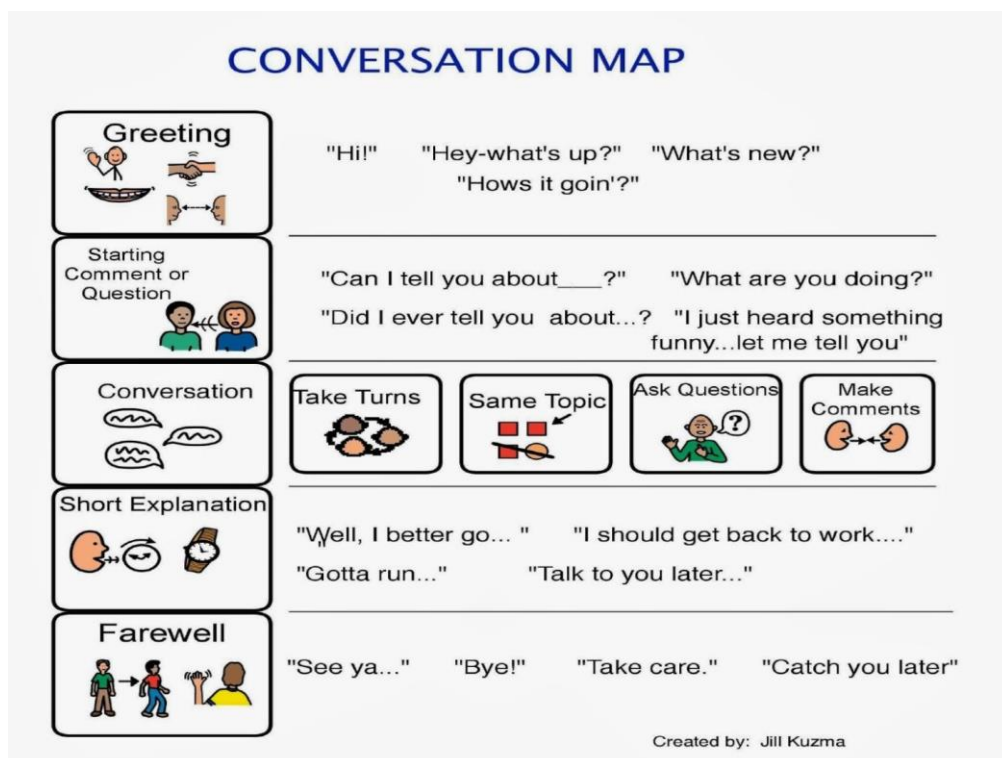 CONVERSATION MAP
Greeting
"Hi!" "Hey-what's up?" "What's new?"
"Hows it goin'?"
Starting
Comment or
Question
"Can I tell you about___?" "What are you doing?"
"Did I ever tell you about...? "I just heard something
funny...let me tell you"
Conversation
Take Turns
Same Topic
Ask Questions
?
Make
Comments
Short Explanation
"Well, I better go... " "I should get back to work...."
"Gotta run..." "Talk to you later..."
Farewell
"See ya..." "Bye!" "Take care." "Catch you later"
Created by: Jill Kuzma